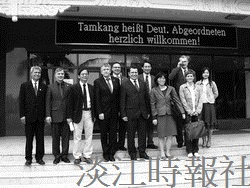 Tamkang heißt Deut. Abgeordneten
herzlich willkommen!
淡江時報社